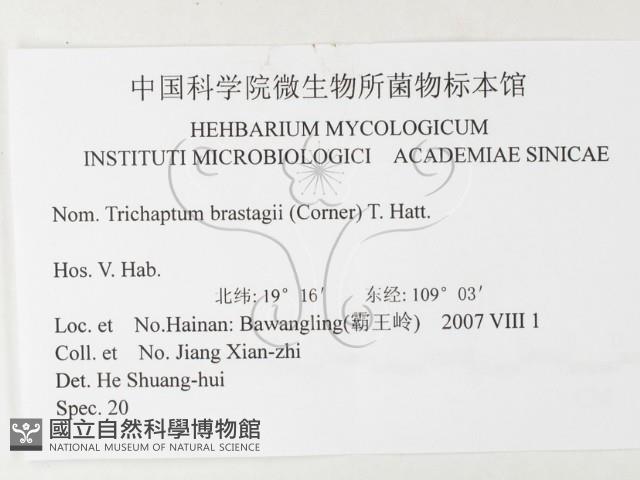 中国科学院微生物所菌物标本馆
HEHBARIUM MYCOLOGICUM
INSTITUTI MICROBIOLOGICI ACADEMIAE SINICAE
Nom. Trichaptum brastagii (Corner) T. Hatt.
Hos. V. Hab.
北纬: 19° 16′ 东经: 109° 03′
Loc. et No.Hainan: Bawangling(霸王岭) 2007 VIII 1
Coll. et No. Jiang Xian-zhi
Det. He Shuang-hui
Spec. 20
國立自然科學博物館
NATIONAL MUSEUM OF NATURAL SCIENCE